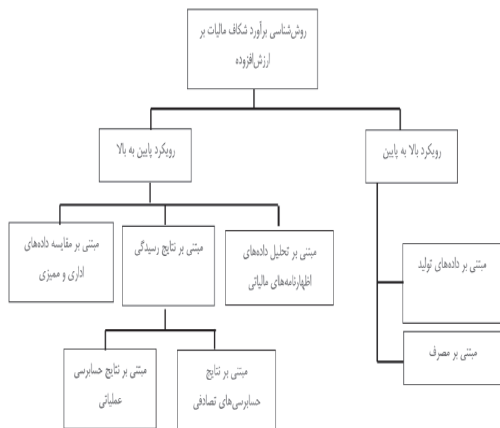 روش‌شناسی برآورد شکاف مالیات بر
ارزش‌افزوده
رویکرد بالا به پایین
رویکرد پایین به بالا
مبتنی بر داده‌های تولید
مبتنی بر مصرف
مبتنی بر تحلیل داده‌های
اظهارنامه‌های مالیاتی
مبتنی بر نتایج رسیدگی
مبتنی بر مقایسه داده‌های
اداری و ممیزی
مبتنی بر نتایج
حسابرسی‌های تصادفی
مبتنی بر نتایج حسابرسی
عملیاتی